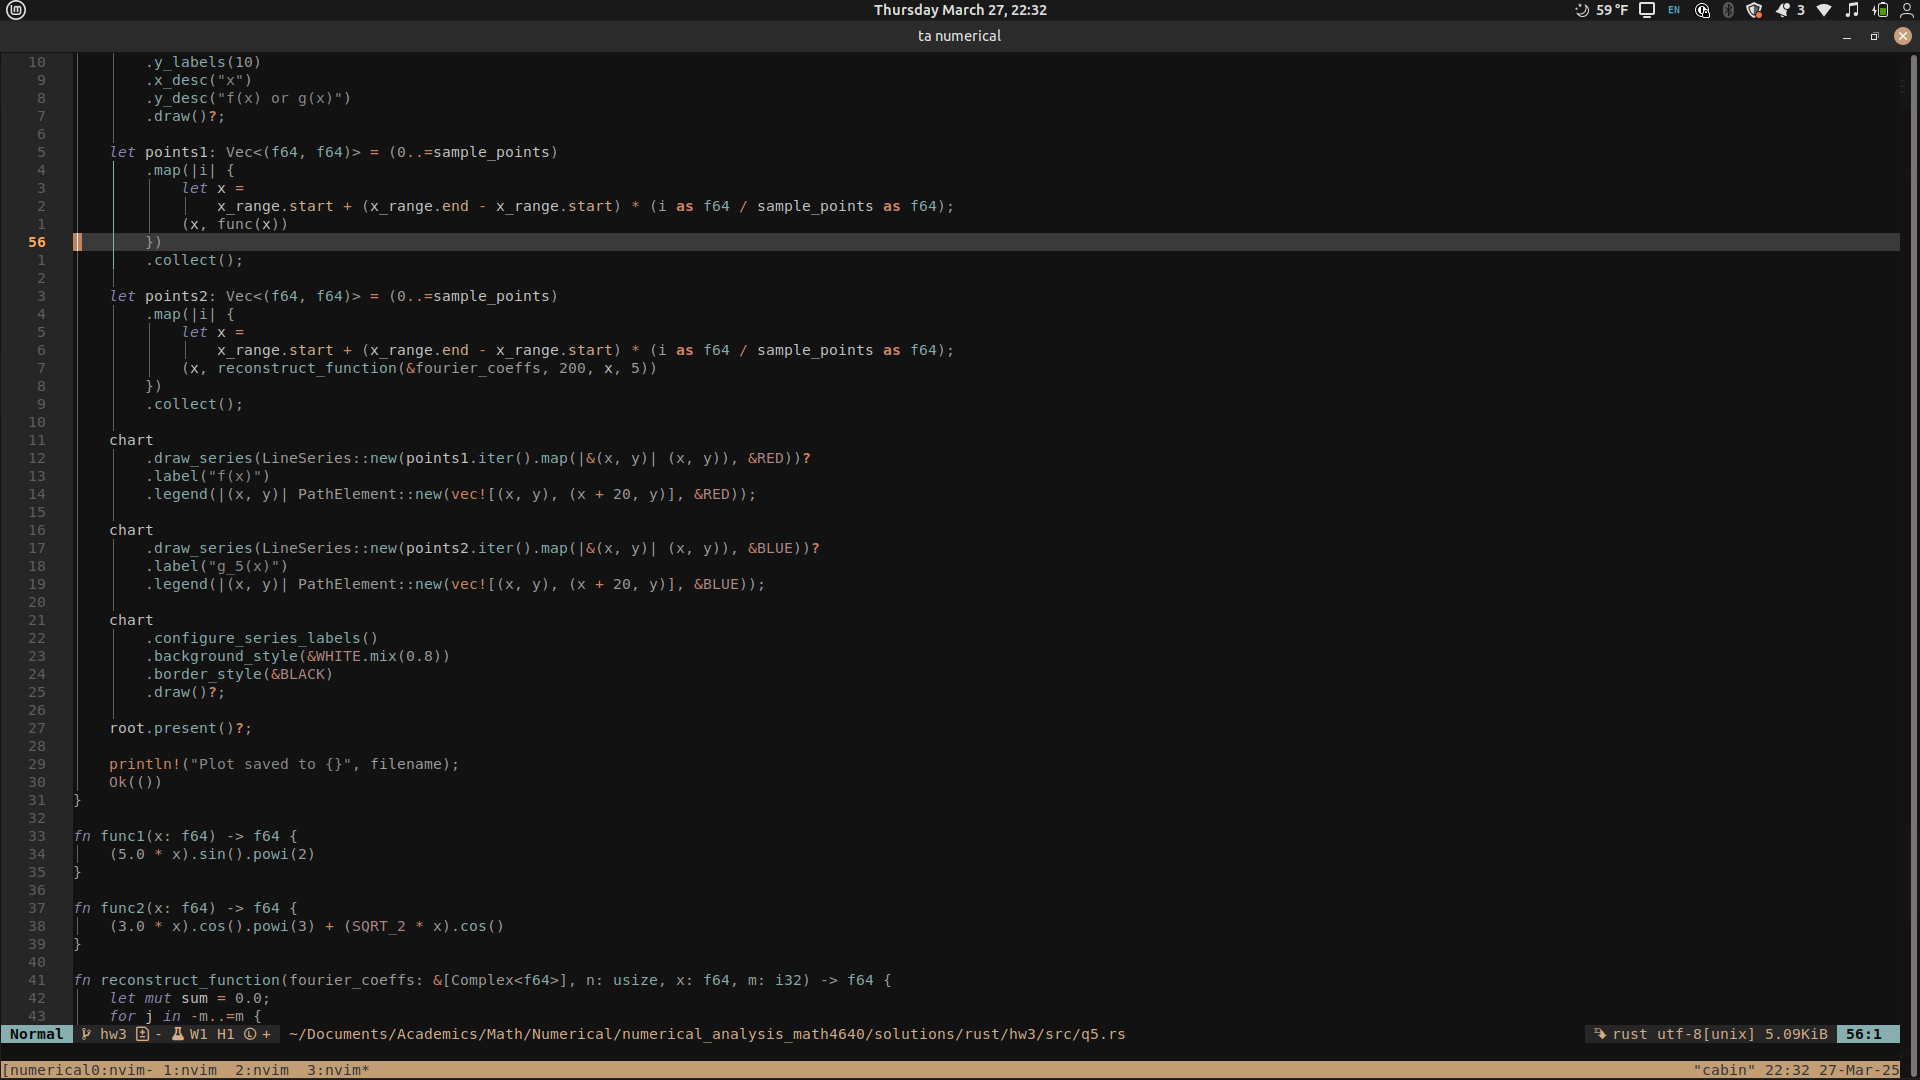 Thursday March 27, 22:32
59 °F
EN
3
ta numerical
10 .y_labels(10)
9 .x_desc("x")
8 .y_desc("f(x) or g(x)")
7 .draw()?;
6
5 let points1: Vec<(f64, f64)> = (0..=sample_points)
4 .map(|i| {
3 let x =
2 x_range.start + (x_range.end - x_range.start) * (i as f64 / sample_points as f64);
1 (x, func(x))
56 })
1 .collect();
2
3 let points2: Vec<(f64, f64)> = (0..=sample_points)
4 .map(|i| {
5 let x =
6 x_range.start + (x_range.end - x_range.start) * (i as f64 / sample_points as f64);
7 (x, reconstruct_function(&fourier_coeffs, 200, x, 5))
8 })
9 .collect();
10
11 chart
12 .draw_series(LineSeries::new(points1.iter().map(|&(x, y)| (x, y)), &RED))?
13 .label("f(x)")
14 .legend(|(x, y)| PathElement::new(vec![(x, y), (x + 20, y)], &RED));
15
16 chart
17 .draw_series(LineSeries::new(points2.iter().map(|&(x, y)| (x, y)), &BLUE))?
18 .label("g_5(x)")
19 .legend(|(x, y)| PathElement::new(vec![(x, y), (x + 20, y)], &BLUE));
20
21 chart
22 .configure_series_labels()
23 .background_style(&WHITE.mix(0.8))
24 .border_style(&BLACK)
25 .draw()?;
26
27 root.present()?;
28
29 println!("Plot saved to {}", filename);
30 Ok(())
31 }
32
33 fn func1(x: f64) -> f64 {
34 (5.0 * x).sin().powi(2)
35 }
36
37 fn func2(x: f64) -> f64 {
38 (3.0 * x).cos().powi(3) + (SQRT_2 * x).cos()
39 }
40
41 fn reconstruct_function(fourier_coeffs: &[Complex<f64>], n: usize, x: f64, m: i32) -> f64 {
42 let mut sum = 0.0;
43 for j in -m..=m {
Normal hw3 - W1 H1 + ~/Documents/Academics/Math/Numerical/numerical_analysis_math4640/solutions/rust/hw3/src/q5.rs rust utf-8[unix] 5.09KiB 56:1
[numerical0:nvim- 1:nvim 2:nvim 3:nvim* "cabin" 22:32 27-Mar-25